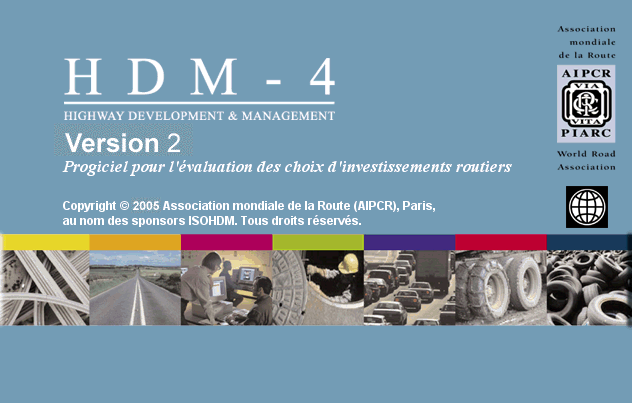 HDM-4
HIGHWAY DEVELOPMENT & MANAGEMENT
Version 2
Progiciel pour l'évaluation des choix d'investissements routiers
Copyright © 2005 Association mondiale de la Route (AIPCR), Paris,
au nom des sponsors ISOHDM. Tous droits réservés.
Association
mondiale
de la Route
AIPCR
VIA
VITA
PIARC
World Road
Association